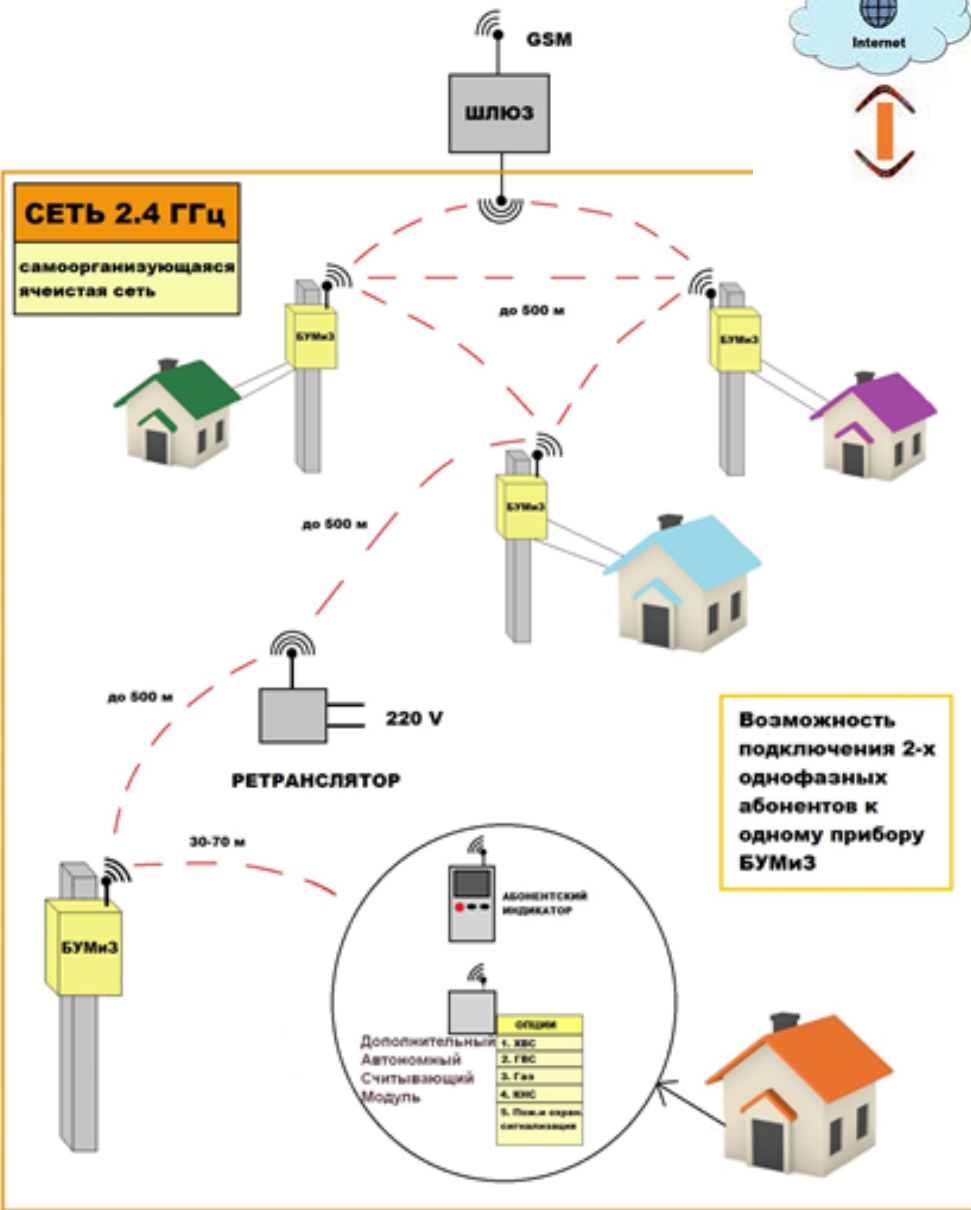 GSM
Internet
ШЛЮЗ
СЕТЬ 2.4 ГГц
самоорганизующаяся
ячеистая сеть
до 500 м
БУМиЗ
БУМиЗ
БУМиЗ
до 500 м
до 500 м
220 V
РЕТРАНСЛЯТОР
Возможность
подключения 2-х
однофазных
абонентов к
одному прибору
БУМиЗ
30-70 м
БУМиЗ
АБОНЕНТСКИЙ
ИНДИКАТОР
Дополнительный
Автономный
Считывающий
Модуль
ОПЦИИ
1. ХВС
2. ГВС
3. Газ
4. КНС
5. Пож.и охран.
сигнализация